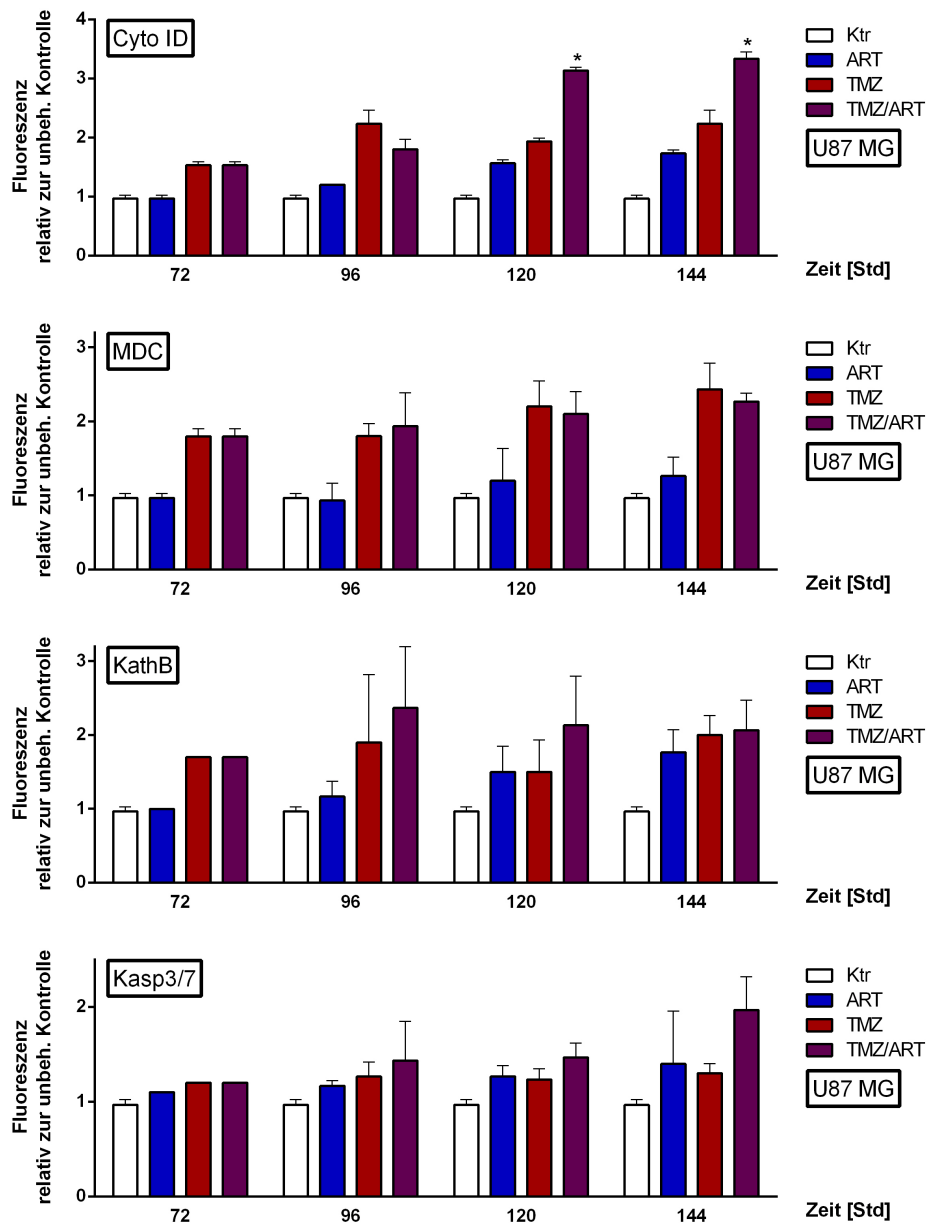 Cyto ID
Fluoreszenz
relativ zur unbeh. Kontrolle
4
3
2
1
0
*
*
72
96
120
144
Zeit [Std]
Ktr
ART
TMZ
TMZ/ART
U87 MG
MDC
Fluoreszenz
relativ zur unbeh. Kontrolle
3
2
1
0
72
96
120
144
Zeit [Std]
Ktr
ART
TMZ
TMZ/ART
U87 MG
KathB
Fluoreszenz
relativ zur unbeh. Kontrolle
3
2
1
0
72
96
120
144
Zeit [Std]
Ktr
ART
TMZ
TMZ/ART
U87 MG
Kasp3/7
Fluoreszenz
relativ zur unbeh. Kontrolle
2
1
0
72
96
120
144
Zeit [Std]
Ktr
ART
TMZ
TMZ/ART
U87 MG